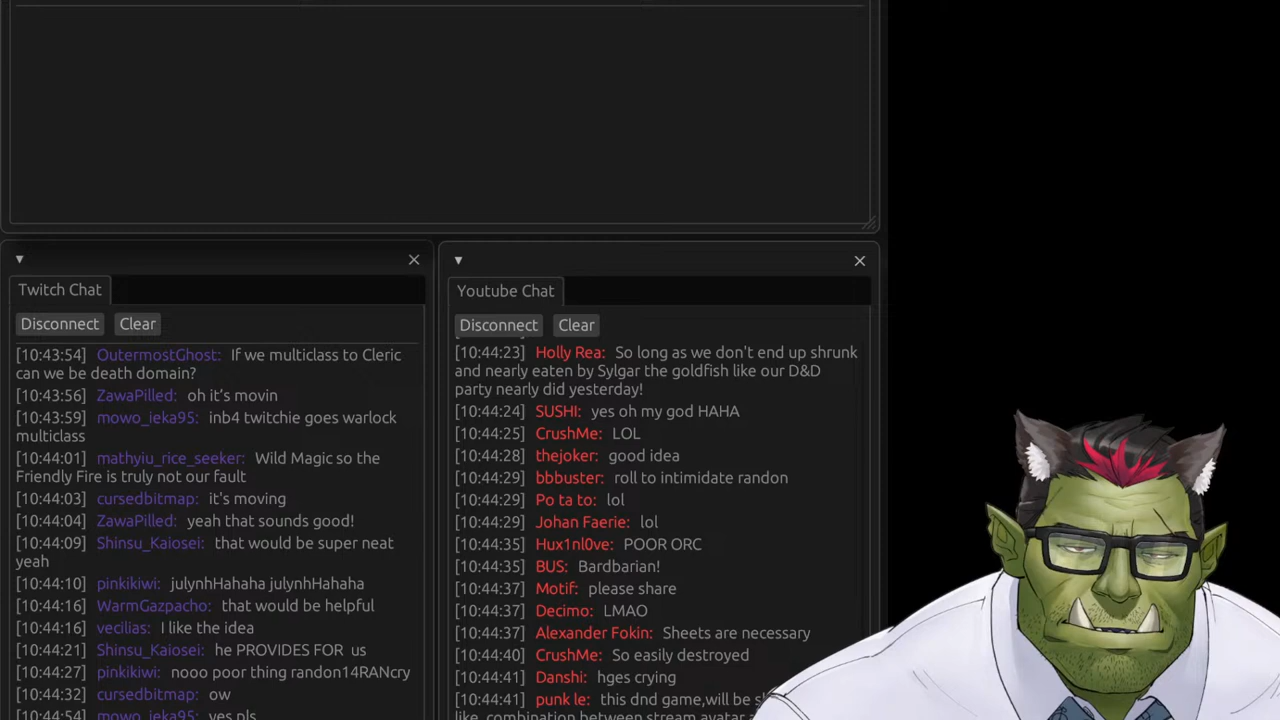 Twitch Chat
Disconnect Clear
[10:43:54] OutermostGhost: If we multiclass to Cleric
can we be death domain?
[10:43:56] ZawaPilled: oh it's movin
[10:43:59] mowo_ieka95: inb4 twitchie goes warlock
multiclass
[10:44:01] mathyiu_rice_seeker: Wild Magic so the
Friendly Fire is truly not our fault
[10:44:03] cursedbitmap: it's moving
[10:44:04] ZawaPilled: yeah that sounds good!
[10:44:09] Shinsu_Kaiosei: that would be super neat
yeah
[10:44:10] pinkikiwi: julynhHahaha julynhHahaha
[10:44:16] WarmGazpacho: that would be helpful
[10:44:16] vecilias: I like the idea
[10:44:21] Shinsu_Kaiosei: he PROVIDES FOR us
[10:44:27] pinkikiwi: nooo poor thing randon14RANcry
[10:44:32] cursedbitmap: ow
[10:44:54] mowo_ieka95: yes pls
Youtube Chat
Disconnect Clear
[10:44:23] Holly Rea: So long as we don't end up shrunk
and nearly eaten by Sylgar the goldfish like our D&D
party nearly did yesterday!
[10:44:24] SUSHI: yes oh my god HAHA
[10:44:25] CrushMe: LOL
[10:44:28] thejoker: good idea
[10:44:29] bbbuster: roll to intimidate randon
[10:44:29] Po ta to: lol
[10:44:29] Johan Faerie: lol
[10:44:35] Hux1nl0ve: POOR ORC
[10:44:35] BUS: Bardbarian!
[10:44:37] Motif: please share
[10:44:37] Decimo: LMAO
[10:44:37] Alexander Fokin: Sheets are necessary
[10:44:40] CrushMe: So easily destroyed
[10:44:41] Danshi: hges crying
[10:44:41] punk le: this dnd game,will be
like combination between stream avatar